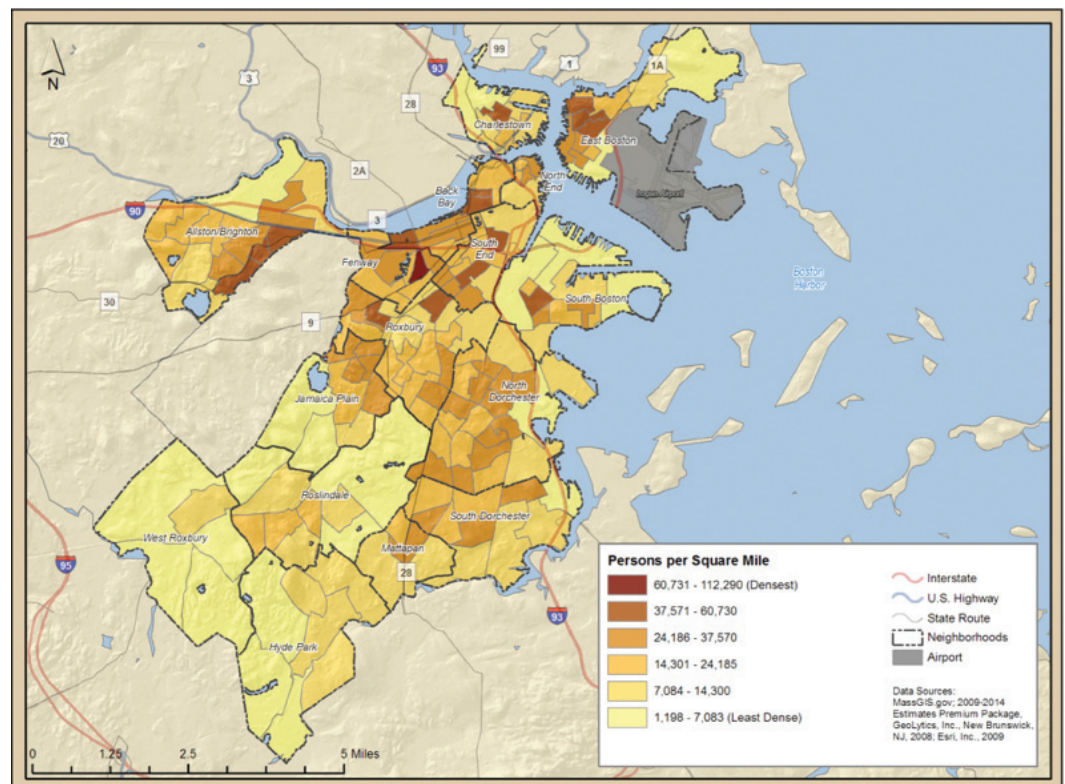 N
99
1
1A
93
3
28
Charlestown
East Boston
20
2A
North
End
Logan Airport
Back
Bay
90
3
Allston/Brighton
South
End
Fenway
Boston
Harbor
30
South Boston
9
Roxbury
Jamaica Plain
North
Dorchester
Roslindale
South Dorchester
West Roxbury
Mattapan
95
28
93
Hyde Park
Persons per Square Mile
60,731 - 112,290 (Densest)
37,571 - 60,730
24,186 - 37,570
14,301 - 24,185
7,084 - 14,300
1,198 - 7,083 (Least Dense)
Interstate
U.S. Highway
State Route
Neighborhoods
Airport
Data Sources:
MassGIS.gov; 2009-2014
Estimates Premium Package,
GeoLytics, Inc., New Brunswick,
NJ, 2008; Esri, Inc., 2009
0 1.25 2.5 5 Miles